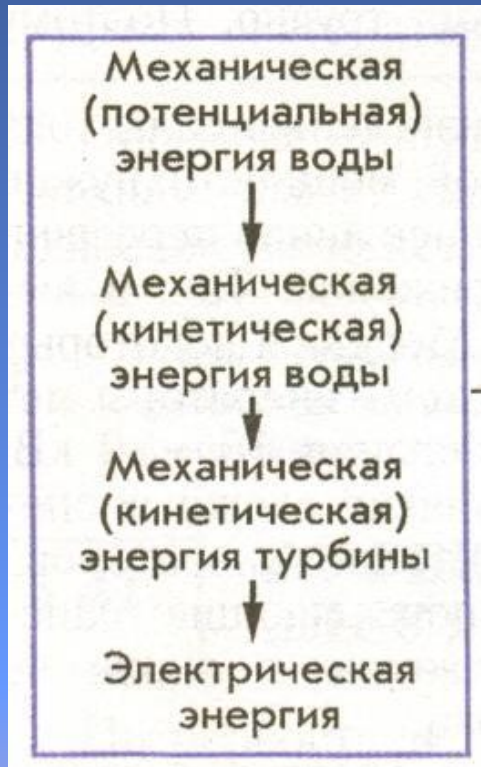 Механическая
(потенциальная)
энергия воды
Механическая
(кинетическая)
энергия воды
Механическая
(кинетическая)
энергия турбины
Электрическая
энергия